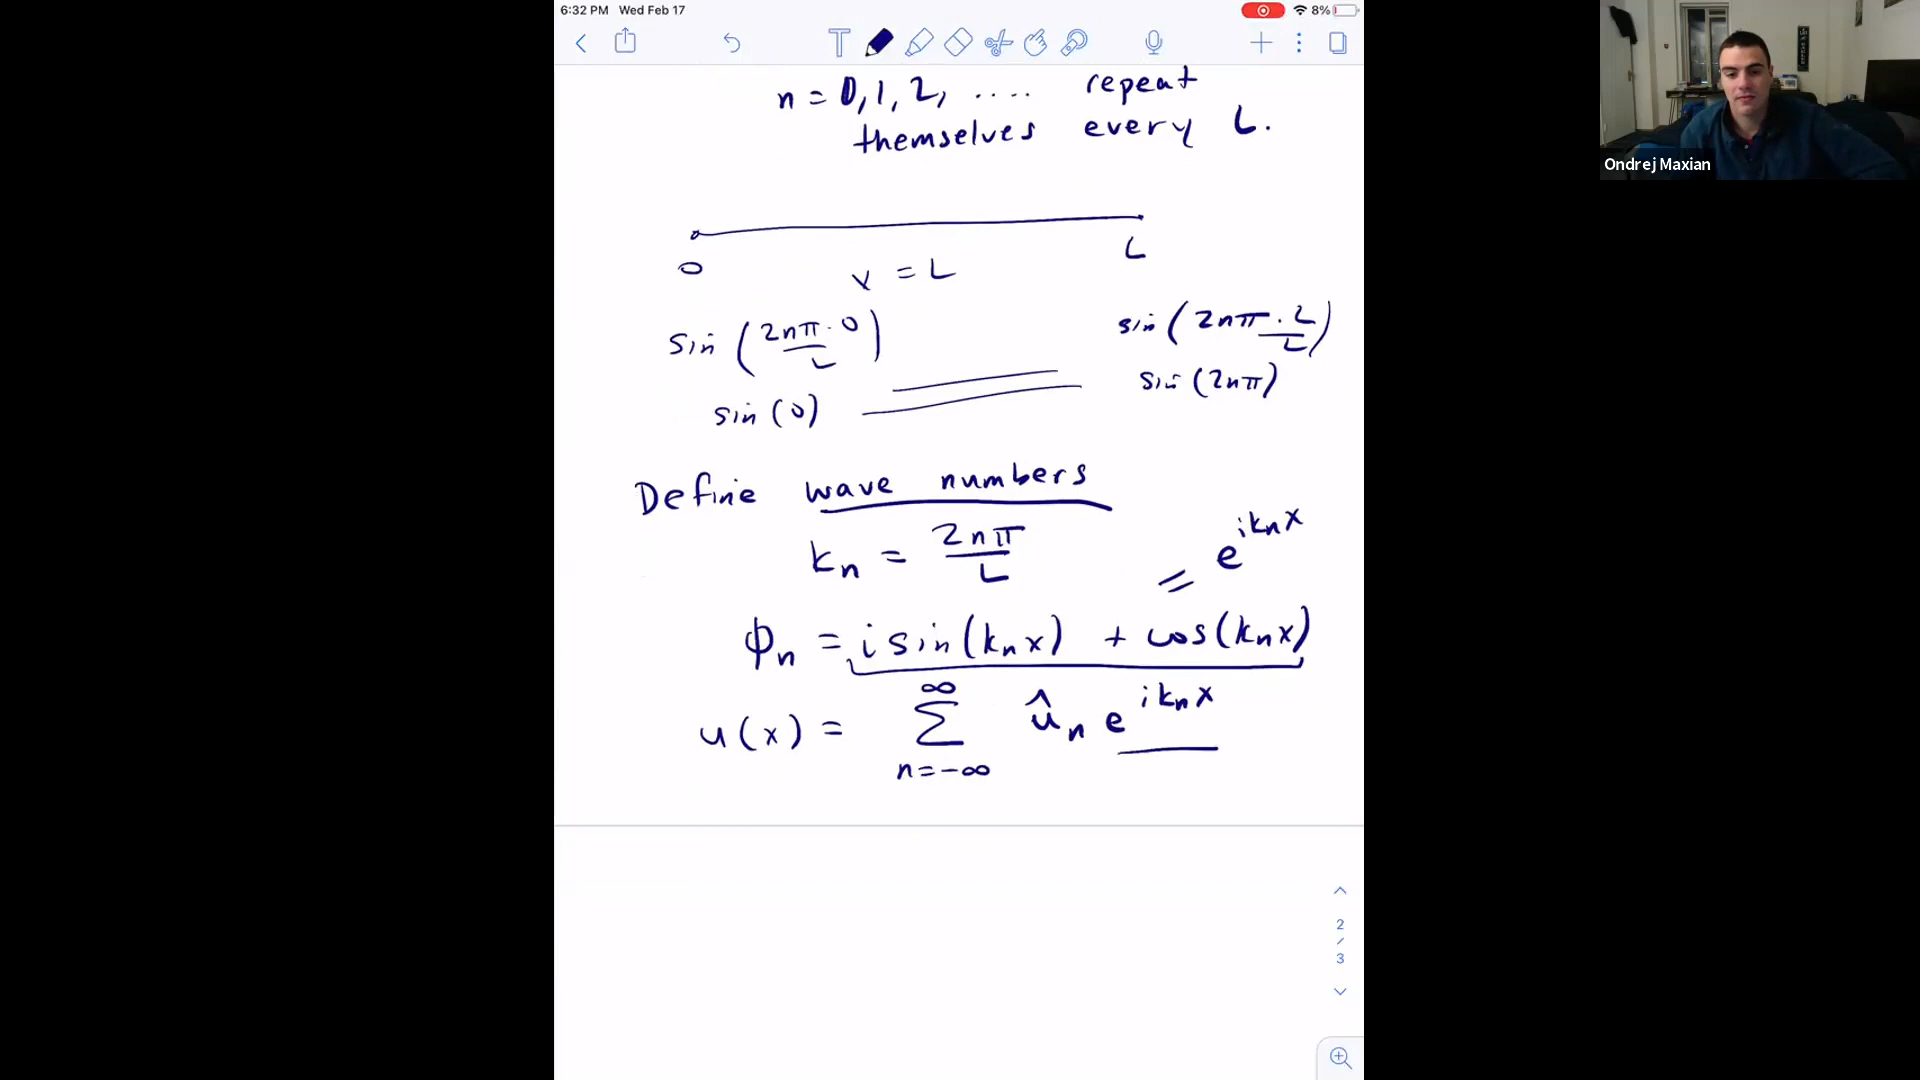 6:32 PM Wed Feb 17
8%
n = 0, 1, 2, .... repeat
themselves every L.
0 L
x = L
sin (2nπ·0/L) sin (2nπ·L/L)
sin (0) = sin (2nπ)
Define wave numbers
kn = 2nπ/L
= e^iknx
ϕn = i sin(knx) + cos(knx)
u(x) = ∞ ∑ n=-∞ ûn e^iknx
2
/
3
Ondrej Maxian